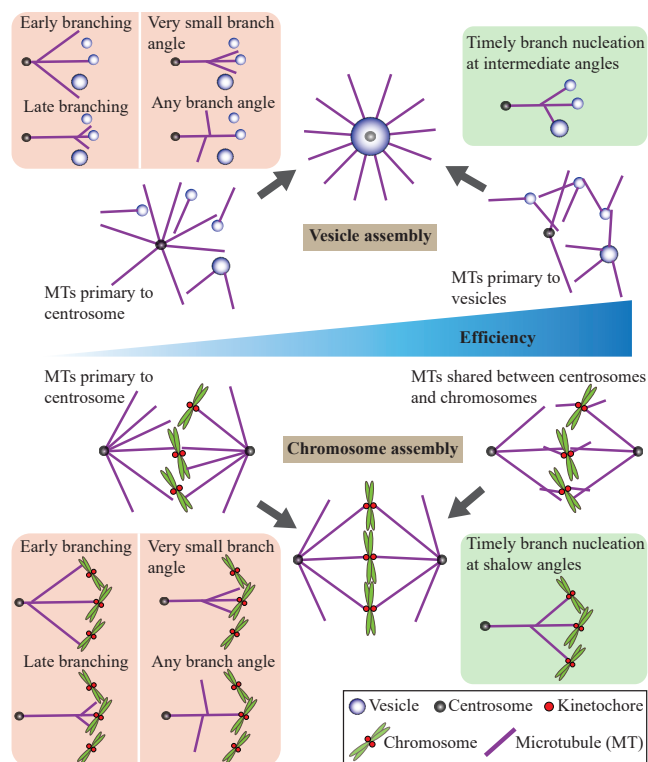 Early branching
Very small branch
angle
Late branching
Any branch angle
Timely branch nucleation
at intermediate angles
Vesicle assembly
MTs primary to
centrosome
MTs primary to
vesicles
Efficiency
MTs primary to
centrosome
MTs shared between centrosomes
and chromosomes
Chromosome assembly
Early branching
Very small branch
angle
Late branching
Any branch angle
Timely branch nucleation
at shalow angles
Vesicle
Centrosome
Kinetochore
Chromosome
Microtubule (MT)